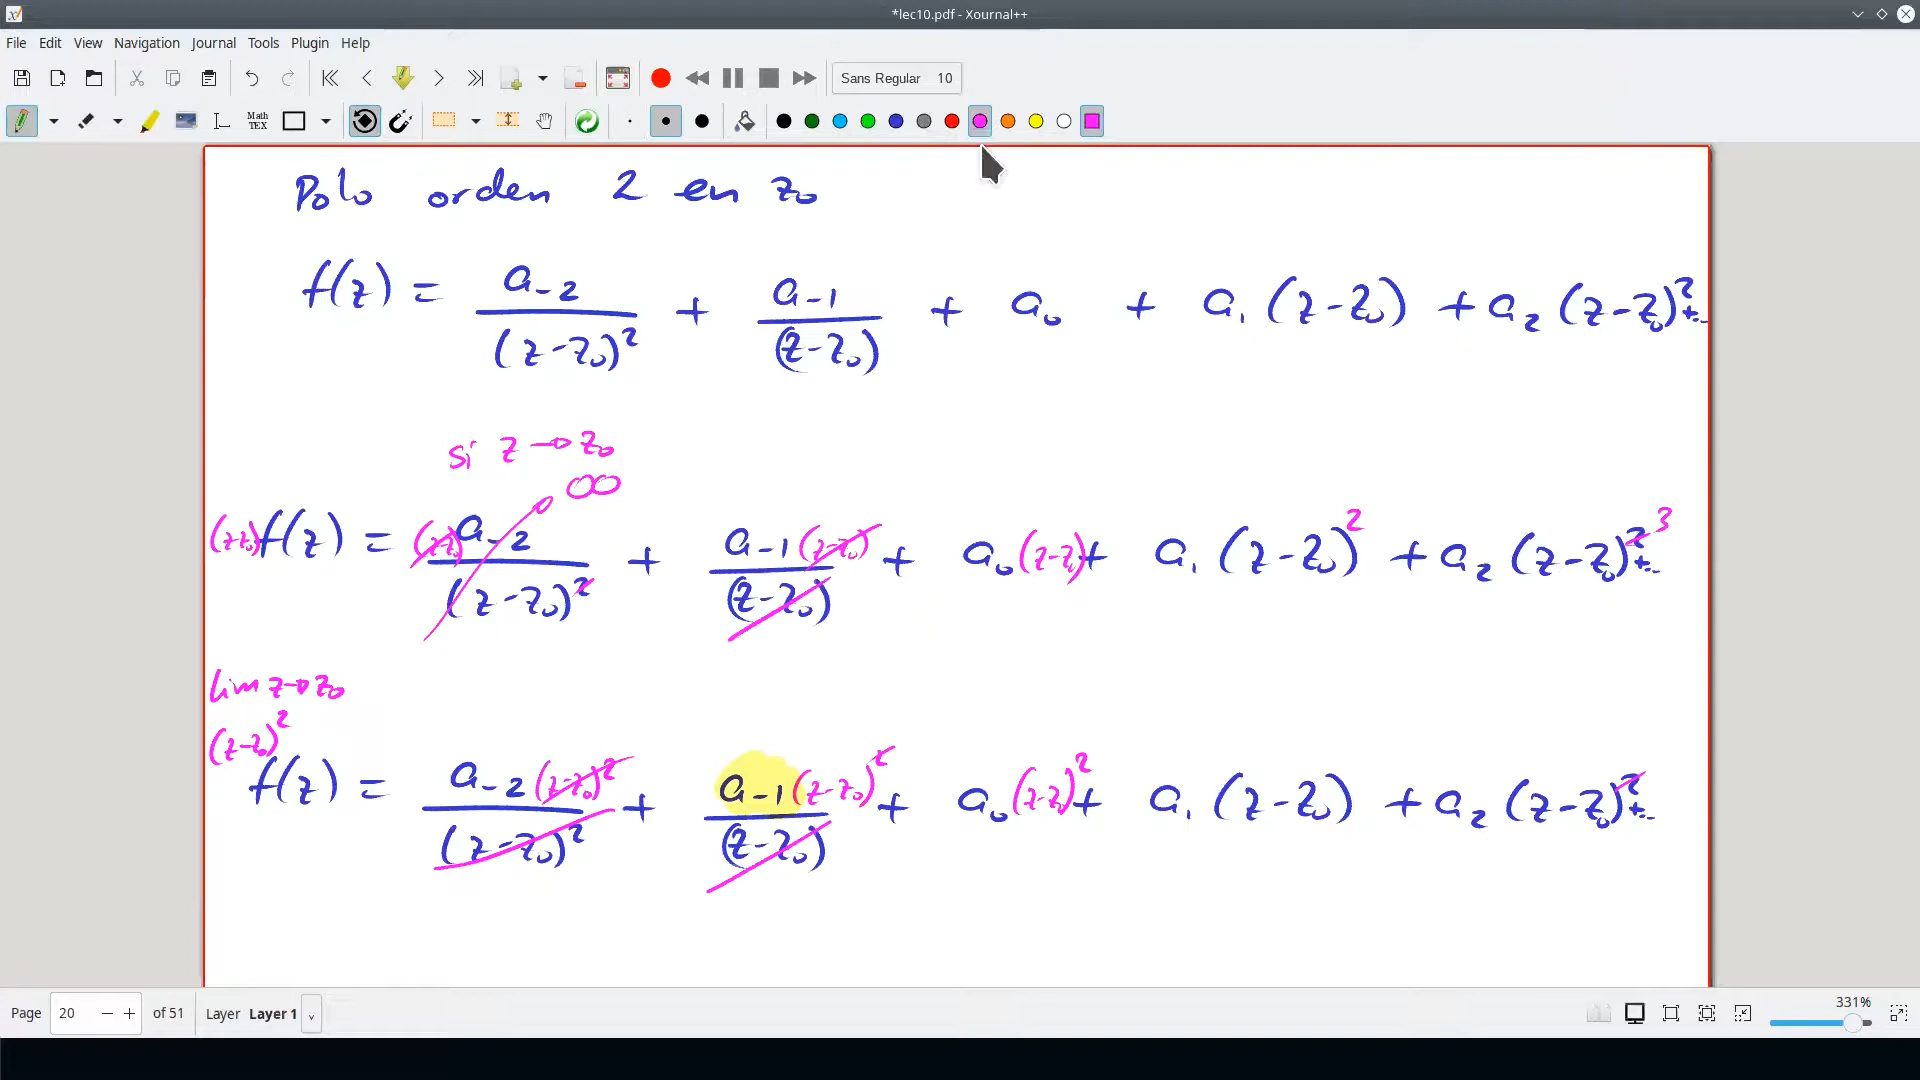 *lec10.pdf - Xournal++
File Edit View Navigation Journal Tools Plugin Help
Sans Regular 10
Math TEX
Polo orden 2 en z₀
f(z) = a₋₂/(z-z₀)² + a₋₁/(z-z₀) + a₀ + a₁(z-z₀) + a₂(z-z₀)² + ...
si z → z₀
∞
(z-z₀) f(z) = (z-z₀) a₋₂/(z-z₀)² + a₋₁(z-z₀)/(z-z₀) + a₀(z-z₀) + a₁(z-z₀)² + a₂(z-z₀)²³ + ...
lim z→z₀
(z-z₀)²
f(z) = a₋₂(z-z₀)²/(z-z₀)² + a₋₁(z-z₀)²/(z-z₀) + a₀(z-z₀)² + a₁(z-z₀) + a₂(z-z₀)² + ...
Page 20 of 51 Layer Layer 1 331%